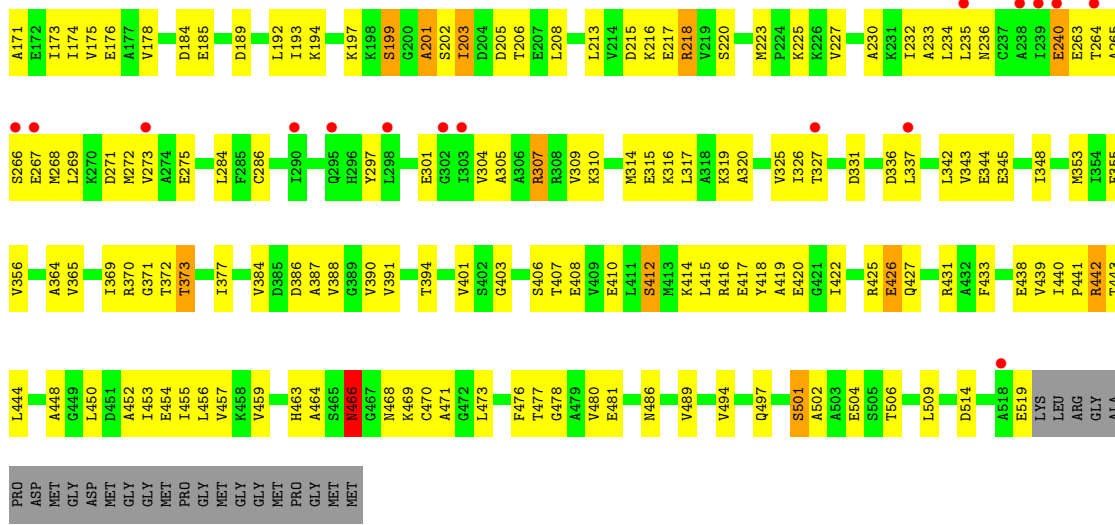 A171 E172 I173 I174 V175 E176 A177 V178 D184 E185 D189 L192 I193 K194 K197 K198 S199 G200 A201 S202 I203 D204 D205 T206 E207 L208 L213 V214 D215 K216 E217 R218 V219 S220 M223 P224 K225 K226 V227 A230 K231 I232 A233 L234 L235 N236 C237 A238 I239 E240 E263 T264 A265
S266 E267 M268 L269 K270 D271 M272 V273 A274 E275 L284 F285 C286 I290 Q295 H296 Y297 L298 E301 G302 I303 V304 A305 A306 R307 R308 V309 K310 M314 E315 K316 L317 A318 K319 A320 V325 I326 T327 D331 D336 L337 L342 V343 E344 E345 I348 M353 I354 F355
V356 A364 V365 I369 R370 G371 T372 T373 I377 V384 D385 D386 A387 V388 G389 V390 V391 T394 V401 S402 G403 S406 T407 E408 V409 E410 L411 S412 M413 K414 L415 R416 E417 Y418 A419 E420 G421 I422 R425 E426 Q427 R431 A432 F433 E438 V439 I440 P441 R442 T443
L444 A448 G449 L450 D451 A452 I453 E454 I455 L456 V457 K458 V459 H463 A464 S465 N466 G467 N468 K469 C470 A471 G472 L473 F476 T477 G478 A479 V480 E481 N486 V489 V494 Q497 S501 A502 A503 E504 S505 T506 L509 D514 A518 E519 LYS LEU ARG GLY ALA
PRO ASP MET GLY ASP MET GLY GLY MET PRO GLY MET GLY GLY MET PRO GLY MET MET